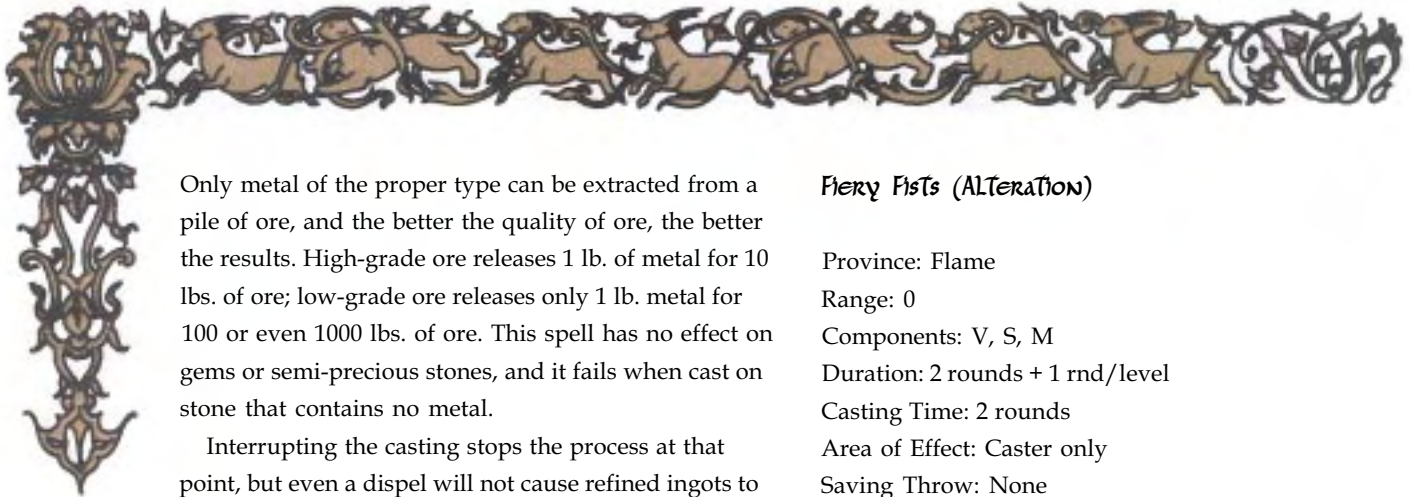 Only metal of the proper type can be extracted from a
pile of ore, and the better the quality of ore, the better
the results. High-grade ore releases 1 lb. of metal for 10
lbs. of ore; low-grade ore releases only 1 lb. metal for
100 or even 1000 lbs. of ore. This spell has no effect on
gems or semi-precious stones, and it fails when cast on
stone that contains no metal.
Interrupting the casting stops the process at that
point, but even a dispel will not cause refined ingots to
Fiery Fists (Alteration)
Province: Flame
Range: 0
Components: V, S, M
Duration: 2 rounds + 1 rnd/level
Casting Time: 2 rounds
Area of Effect: Caster only
Saving Throw: None